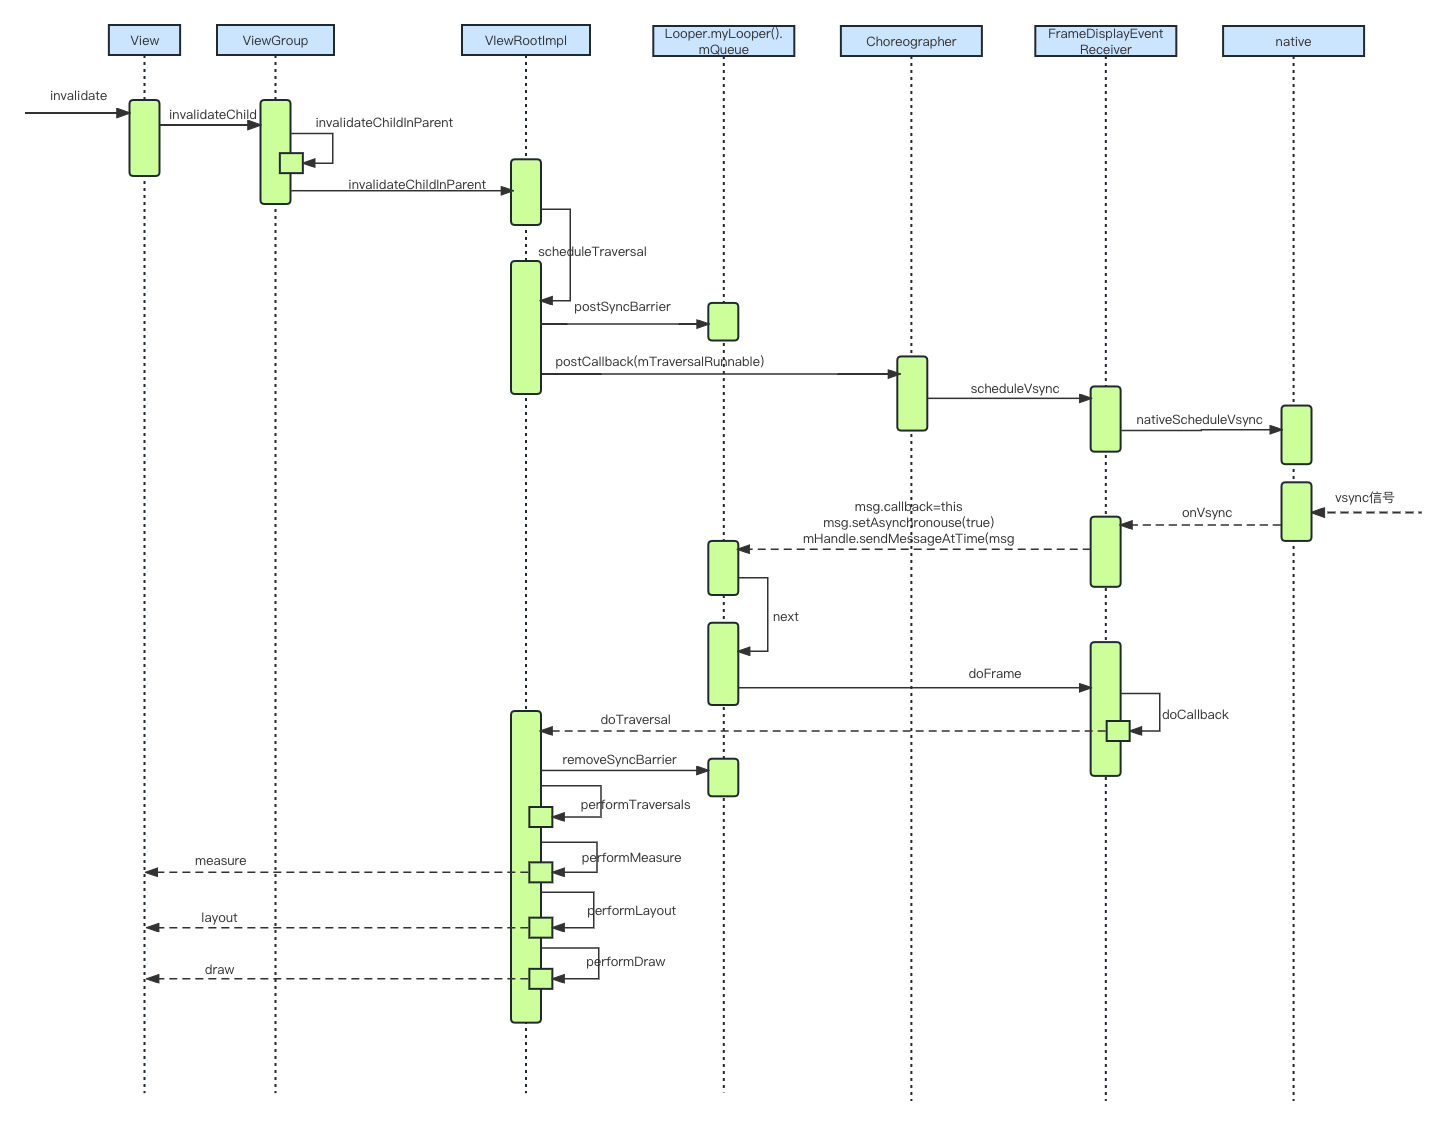 View
ViewGroup
VIewRootImpl
Looper.myLooper().
mQueue
Choreographer
FrameDisplayEvent
Receiver
native
invalidate
invalidateChild
invalidateChildInParent
invalidateChildInParent
scheduleTraversal
postSyncBarrier
postCallback(mTraversalRunnable)
scheduleVsync
nativeScheduleVsync
vsync信号
onVsync
msg.callback=this
msg.setAsynchronouse(true)
mHandle.sendMessageAtTime(msg
next
doFrame
doCallback
doTraversal
removeSyncBarrier
performTraversals
performMeasure
measure
performLayout
layout
performDraw
draw